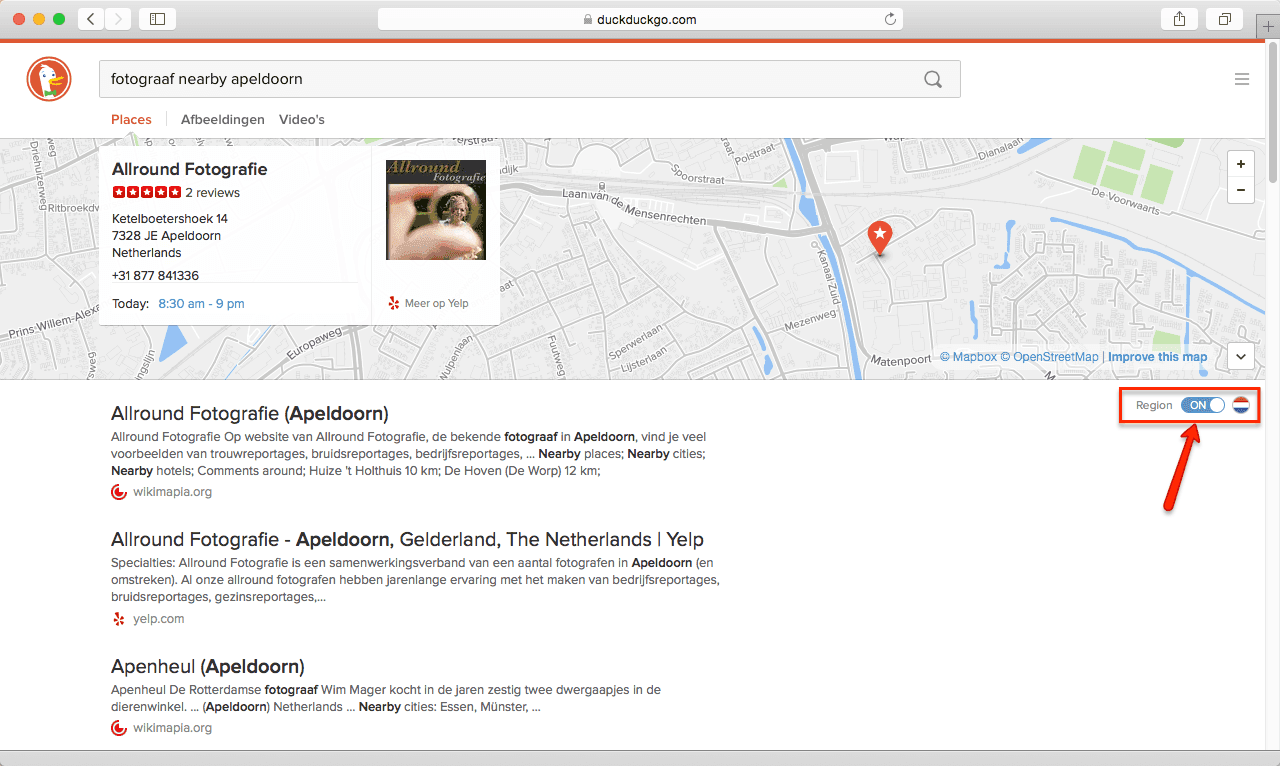 duckduckgo.com
fotograaf nearby apeldoorn
Places Afbeeldingen Video's
Allround Fotografie
2 reviews
Ketelboetershoek 14
7328 JE Apeldoorn
Netherlands
+31 877 841336
Today: 8:30 am - 9 pm
Allround
Fotografie
Meer op Yelp
Driehuizerweg
Ritbroekdw
Prins Willem-Alexa
Europaweg
Nulpenlaan
Fuutweg
Sperwerlaan
Lijsterlaan
Laan van de Mensenrechten
Spoorstraat
Polstraat
Kanaal Zuid
Mezenweg
Matenpoort
Dianalaan
De Voorwaarts
+
−
© Mapbox © OpenStreetMap | Improve this map
Region ON
Allround Fotografie (Apeldoorn)
Allround Fotografie Op website van Allround Fotografie, de bekende fotograaf in Apeldoorn, vind je veel
voorbeelden van trouwreportages, bruidsreportages, bedrijfsreportages, ... Nearby places; Nearby cities;
Nearby hotels; Comments around; Huize 't Holthuis 10 km; De Hoven (De Worp) 12 km;
wikimapia.org
Allround Fotografie - Apeldoorn, Gelderland, The Netherlands | Yelp
Specialties: Allround Fotografie is een samenwerkingsverband van een aantal fotografen in Apeldoorn (en
omstreken). Al onze allround fotografen hebben jarenlange ervaring met het maken van bedrijfsreportages,
bruidsreportages, gezinsreportages,...
yelp.com
Apenheul (Apeldoorn)
Apenheul De Rotterdamse fotograaf Wim Mager kocht in de jaren zestig twee dwergaapjes in de
dierenwinkel. ... (Apeldoorn) Netherlands ... Nearby cities: Essen, Münster, ...
wikimapia.org